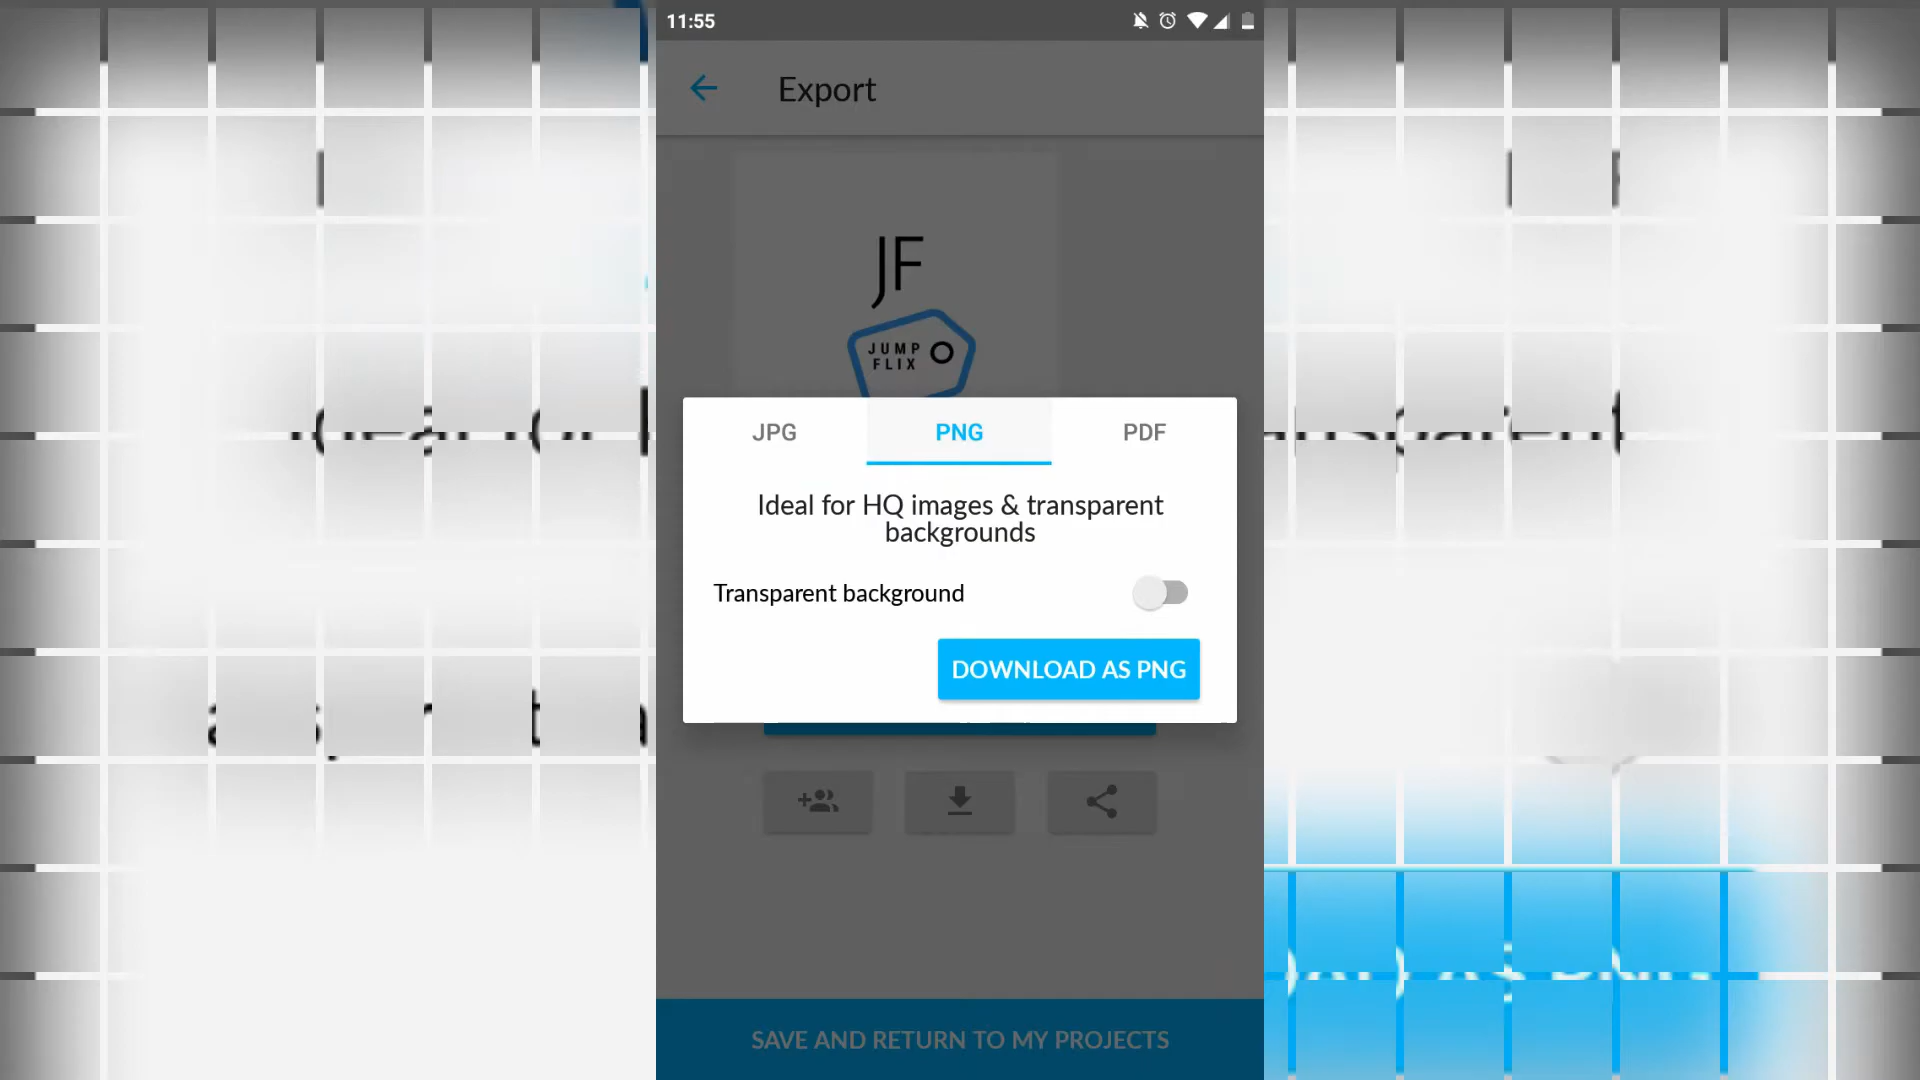 11:55
Export
JF
JUMP
FLIX
JPG
PNG
PDF
Ideal for HQ images & transparent
backgrounds
Transparent background
DOWNLOAD AS PNG
SAVE AND RETURN TO MY PROJECTS